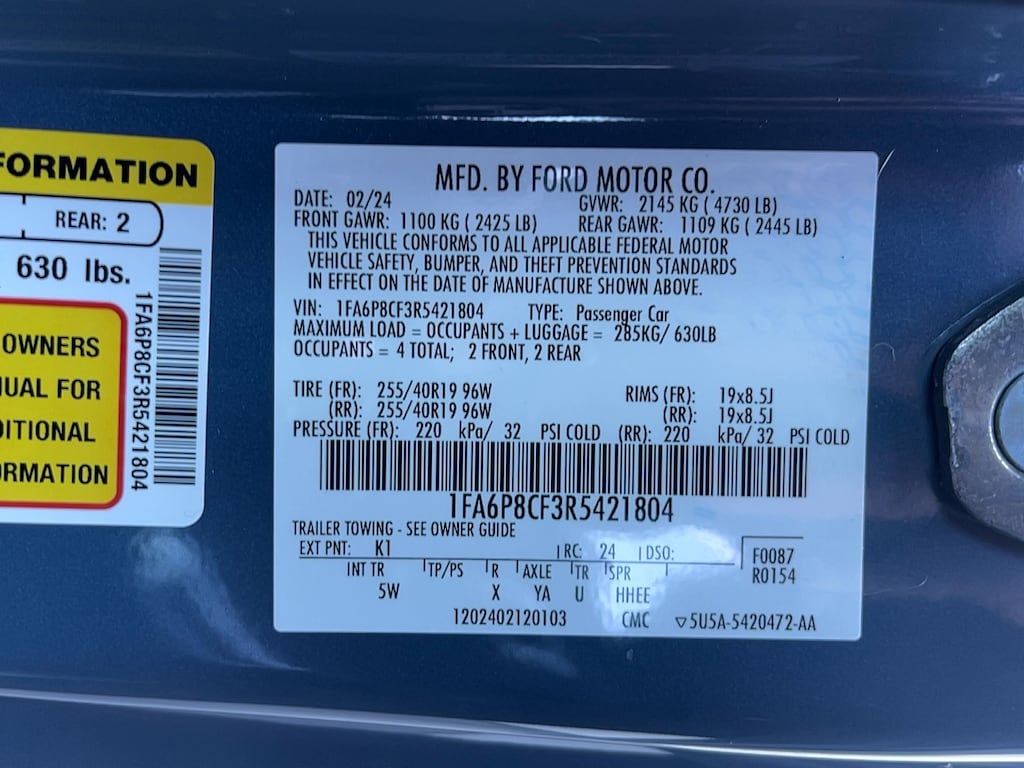 FORMATION
REAR: 2
630 lbs.
OWNERS
UAL FOR
DITIONAL
ORMATION
1FA6P8CF3R5421804
MFD. BY FORD MOTOR CO.
DATE: 02/24 GVWR: 2145 KG ( 4730 LB)
FRONT GAWR: 1100 KG ( 2425 LB) REAR GAWR: 1109 KG ( 2445 LB)
THIS VEHICLE CONFORMS TO ALL APPLICABLE FEDERAL MOTOR
VEHICLE SAFETY, BUMPER, AND THEFT PREVENTION STANDARDS
IN EFFECT ON THE DATE OF MANUFACTURE SHOWN ABOVE.
VIN: 1FA6P8CF3R5421804 TYPE: Passenger Car
MAXIMUM LOAD = OCCUPANTS + LUGGAGE = 285KG/ 630LB
OCCUPANTS = 4 TOTAL; 2 FRONT, 2 REAR
TIRE (FR): 255/40R19 96W RIMS (FR): 19x8.5J
(RR): 255/40R19 96W (RR): 19x8.5J
PRESSURE (FR): 220 kPa/ 32 PSI COLD (RR): 220 kPa/ 32 PSI COLD
1FA6P8CF3R5421804
TRAILER TOWING - SEE OWNER GUIDE
EXT PNT: K1 RC: 24 DSO: F0087
R0154
INT TR TP/PS R AXLE TR SPR
5W X YA U HHEE
1202402120103 CMC ▽5U5A-5420472-AA